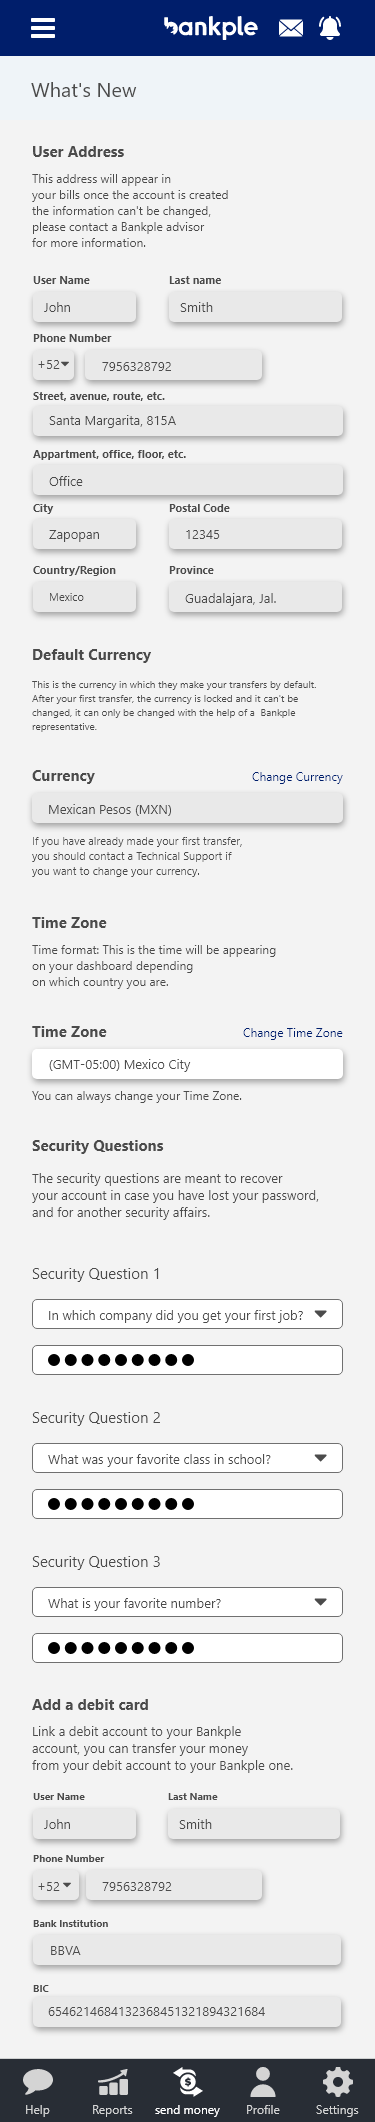 bankple
What's New
User Address
This address will appear in
your bills once the account is created
the information can't be changed,
please contact a Bankple advisor
for more information.
User Name Last name
John Smith
Phone Number
+52 7956328792
Street, avenue, route, etc.
Santa Margarita, 815A
Appartment, office, floor, etc.
Office
City Postal Code
Zapopan 12345
Country/Region Province
Mexico Guadalajara, Jal.
Default Currency
This is the currency in which they make your transfers by default.
After your first transfer, the currency is locked and it can't be
changed, it can only be changed with the help of a Bankple
representative.
Currency Change Currency
Mexican Pesos (MXN)
If you have already made your first transfer,
you should contact a Technical Support if
you want to change your currency.
Time Zone
Time format: This is the time will be appearing
on your dashboard depending
on which country you are.
Time Zone Change Time Zone
(GMT-05:00) Mexico City
You can always change your Time Zone.
Security Questions
The security questions are meant to recover
your account in case you have lost your password,
and for another security affairs.
Security Question 1
In which company did you get your first job?
Security Question 2
What was your favorite class in school?
Security Question 3
What is your favorite number?
Add a debit card
Link a debit account to your Bankple
account, you can transfer your money
from your debit account to your Bankple one.
User Name Last Name
John Smith
Phone Number
+52 7956328792
Bank Institution
BBVA
BIC
6546214684132368451321894321684
Help Reports send money Profile Settings